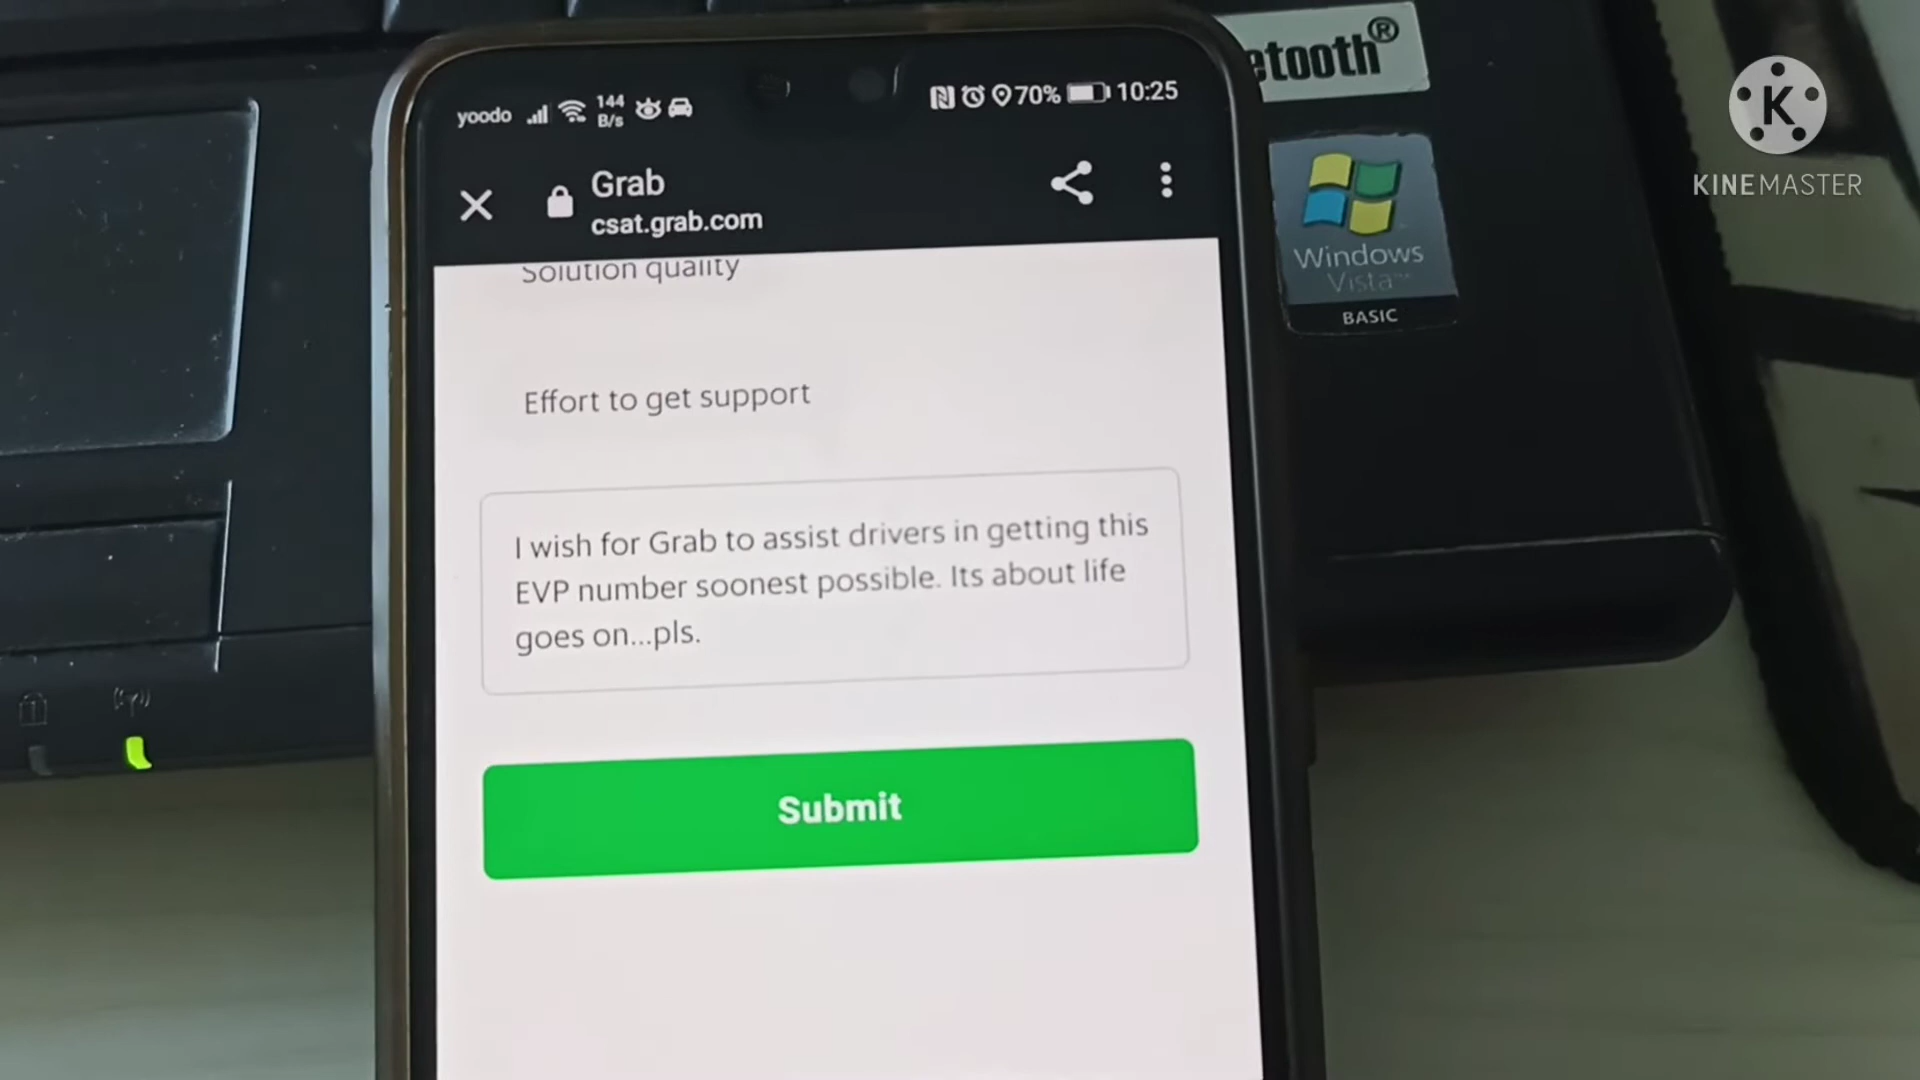 etooth®
yoodo 144 B/s 70% 10:25
Grab
csat.grab.com
Solution quality
Effort to get support
I wish for Grab to assist drivers in getting this
EVP number soonest possible. Its about life
goes on...pls.
Submit
Windows
Vista™
BASIC
K
KINEMASTER